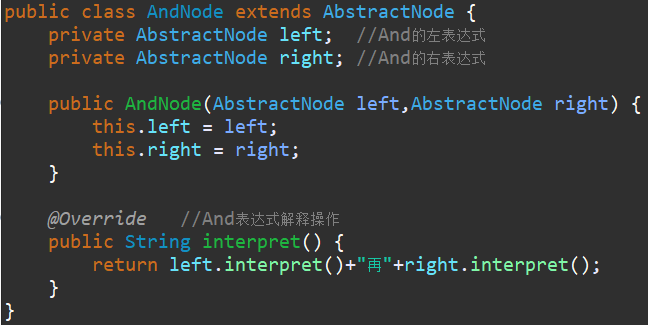 public class AndNode extends AbstractNode {
    private AbstractNode left;  //And的左表达式
    private AbstractNode right; //And的右表达式

    public AndNode(AbstractNode left,AbstractNode right) {
        this.left = left;
        this.right = right;
    }

    @Override   //And表达式解释操作
    public String interpret() {
        return left.interpret()+"再"+right.interpret();
    }
}